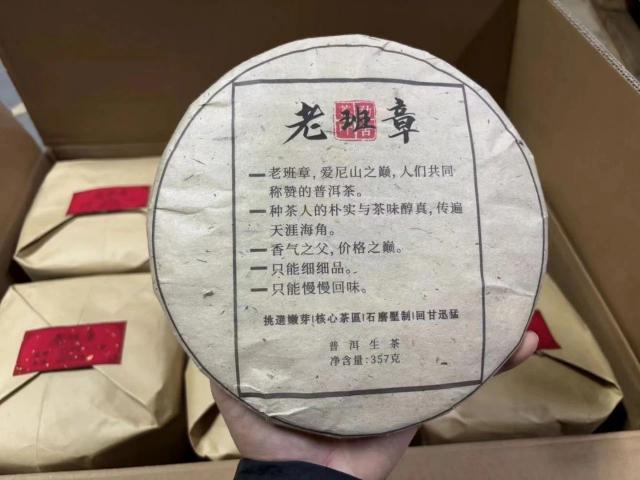 老班章
老班章,爱尼山之巅,人们共同
称赞的普洱茶。
种茶人的朴实与茶味醇真,传遍
天涯海角。
香气之父,价格之巅。
只能细细品。
只能慢慢回味。
挑選嫩芽|核心茶區|石磨壓制|回甘迅猛
普洱生茶
净含量:357克